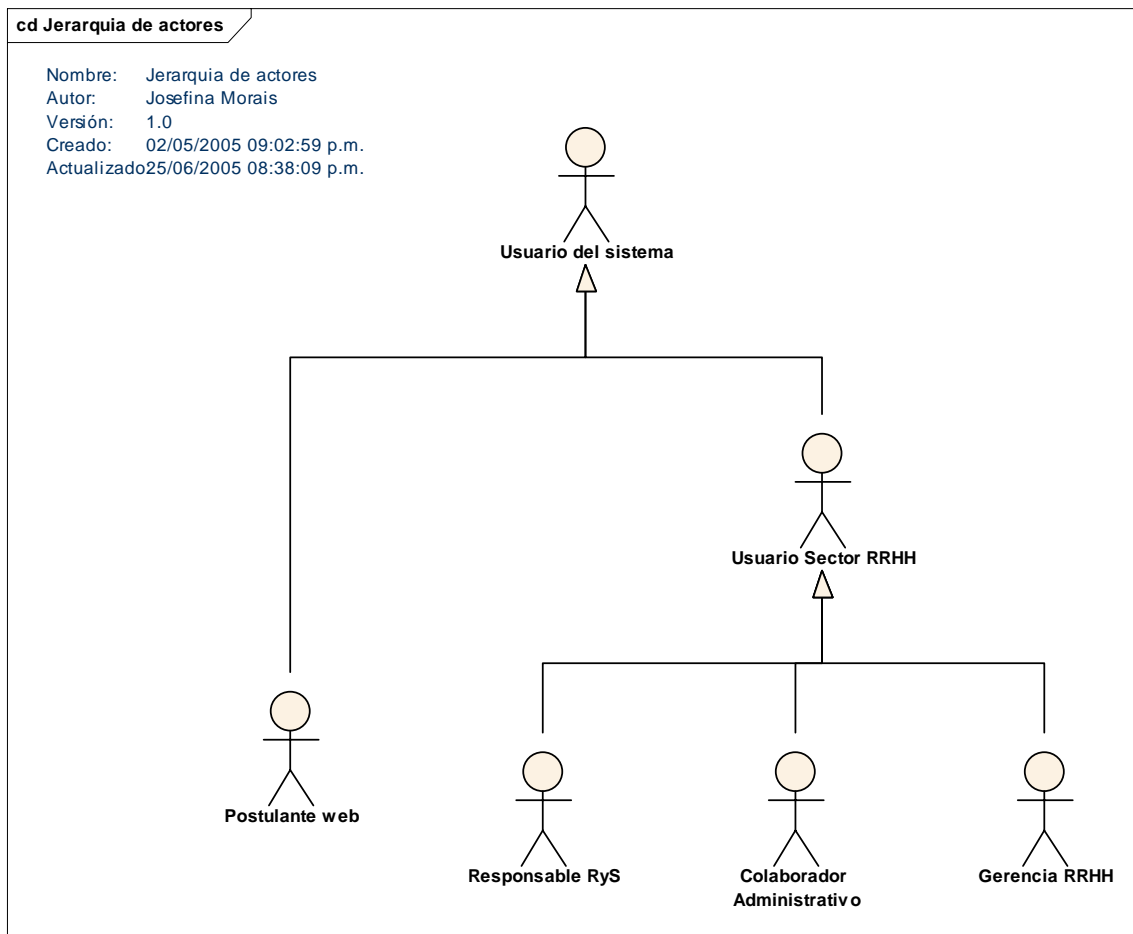 cd Jerarquia de actores
Nombre: Jerarquia de actores
Autor: Josefina Morais
Versión: 1.0
Creado: 02/05/2005 09:02:59 p.m.
Actualizado25/06/2005 08:38:09 p.m.
Usuario del sistema
Usuario Sector RRHH
Postulante web
Responsable RyS
Colaborador
Administrativo
Gerencia RRHH